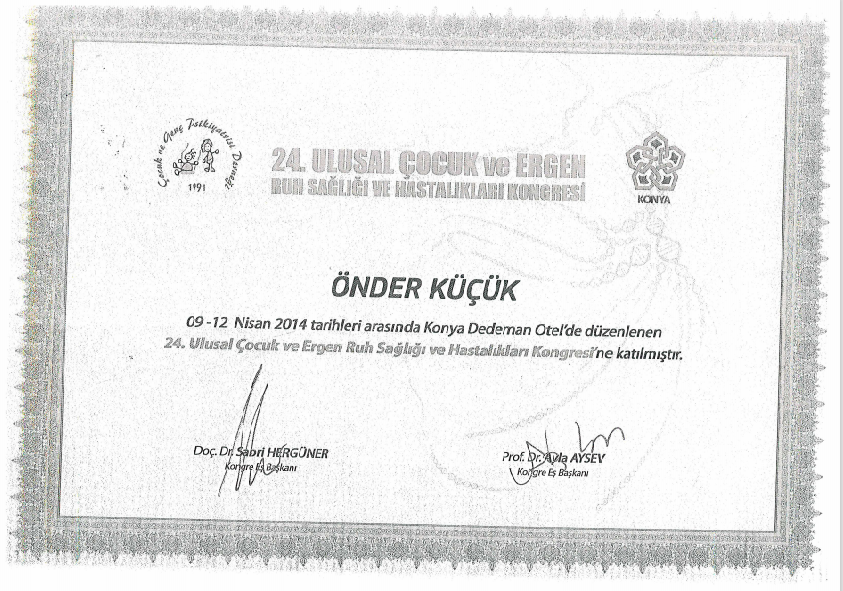 Çocuk ve Genç Psikiyatrisi Derneği
1991
24. ULUSAL ÇOCUK ve ERGEN
RUH SAĞLIĞI VE HASTALIKLARI KONGRESİ
KONYA
ÖNDER KÜÇÜK
09-12 Nisan 2014 tarihleri arasında Konya Dedeman Otel'de düzenlenen
24. Ulusal Çocuk ve Ergen Ruh Sağlığı ve Hastalıkları Kongresi'ne katılmıştır.
Doç. Dr. Sabri HERGÜNER
Kongre Eş Başkanı
Prof. Dr. Ayla AYSEV
Kongre Eş Başkanı